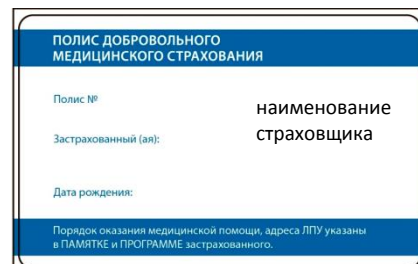 ПОЛИС ДОБРОВОЛЬНОГО
МЕДИЦИНСКОГО СТРАХОВАНИЯ
Полис №
наименование
страховщика
Застрахованный (ая):
Дата рождения:
Порядок оказания медицинской помощи, адреса ЛПУ указаны
в ПАМЯТКЕ и ПРОГРАММЕ застрахованного.